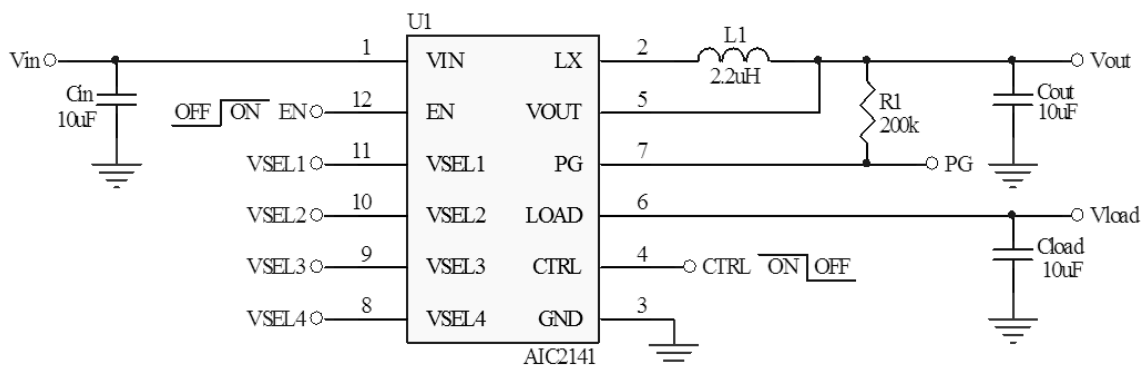 U1
Vin
1
VIN
LX
2
L1
2.2uH
Vout
Cin
10uF
OFF ON EN
12
EN
VOUT
5
R1
200k
Cout
10uF
VSEL1
11
VSEL1
PG
7
PG
VSEL2
10
VSEL2
LOAD
6
Vload
VSEL3
9
VSEL3
CTRL
4
CTRL ON OFF
Cload
10uF
VSEL4
8
VSEL4
GND
3
AIC2141